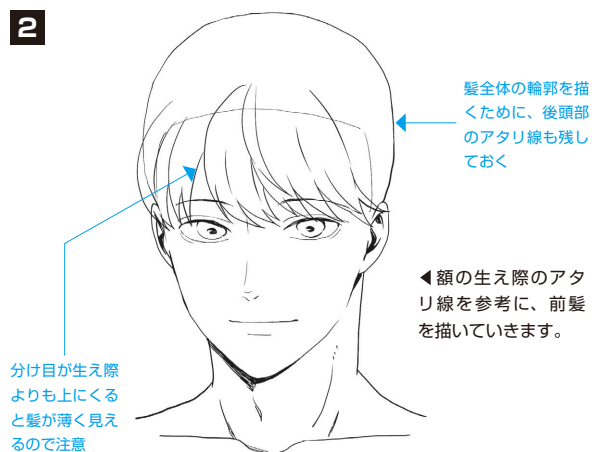 2
髪全体の輪郭を描
くために、後頭部
のアタリ線も残し
ておく
◀額の生え際のアタ
リ線を参考に、前髪
を描いていきます。
分け目が生え際
よりも上にくる
と髪が薄く見え
るので注意